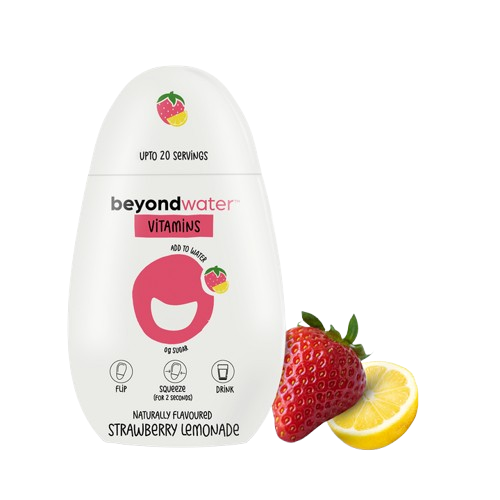 UPTO 20 SERVINGS
beyondwater™
VITAMINS
ADD TO WATER
0g SUGAR
FLIP
SQUEEZE
(FOR 2 SECONDS)
DRINK
NATURALLY FLAVOURED
STRAWBERRY LEMONADE